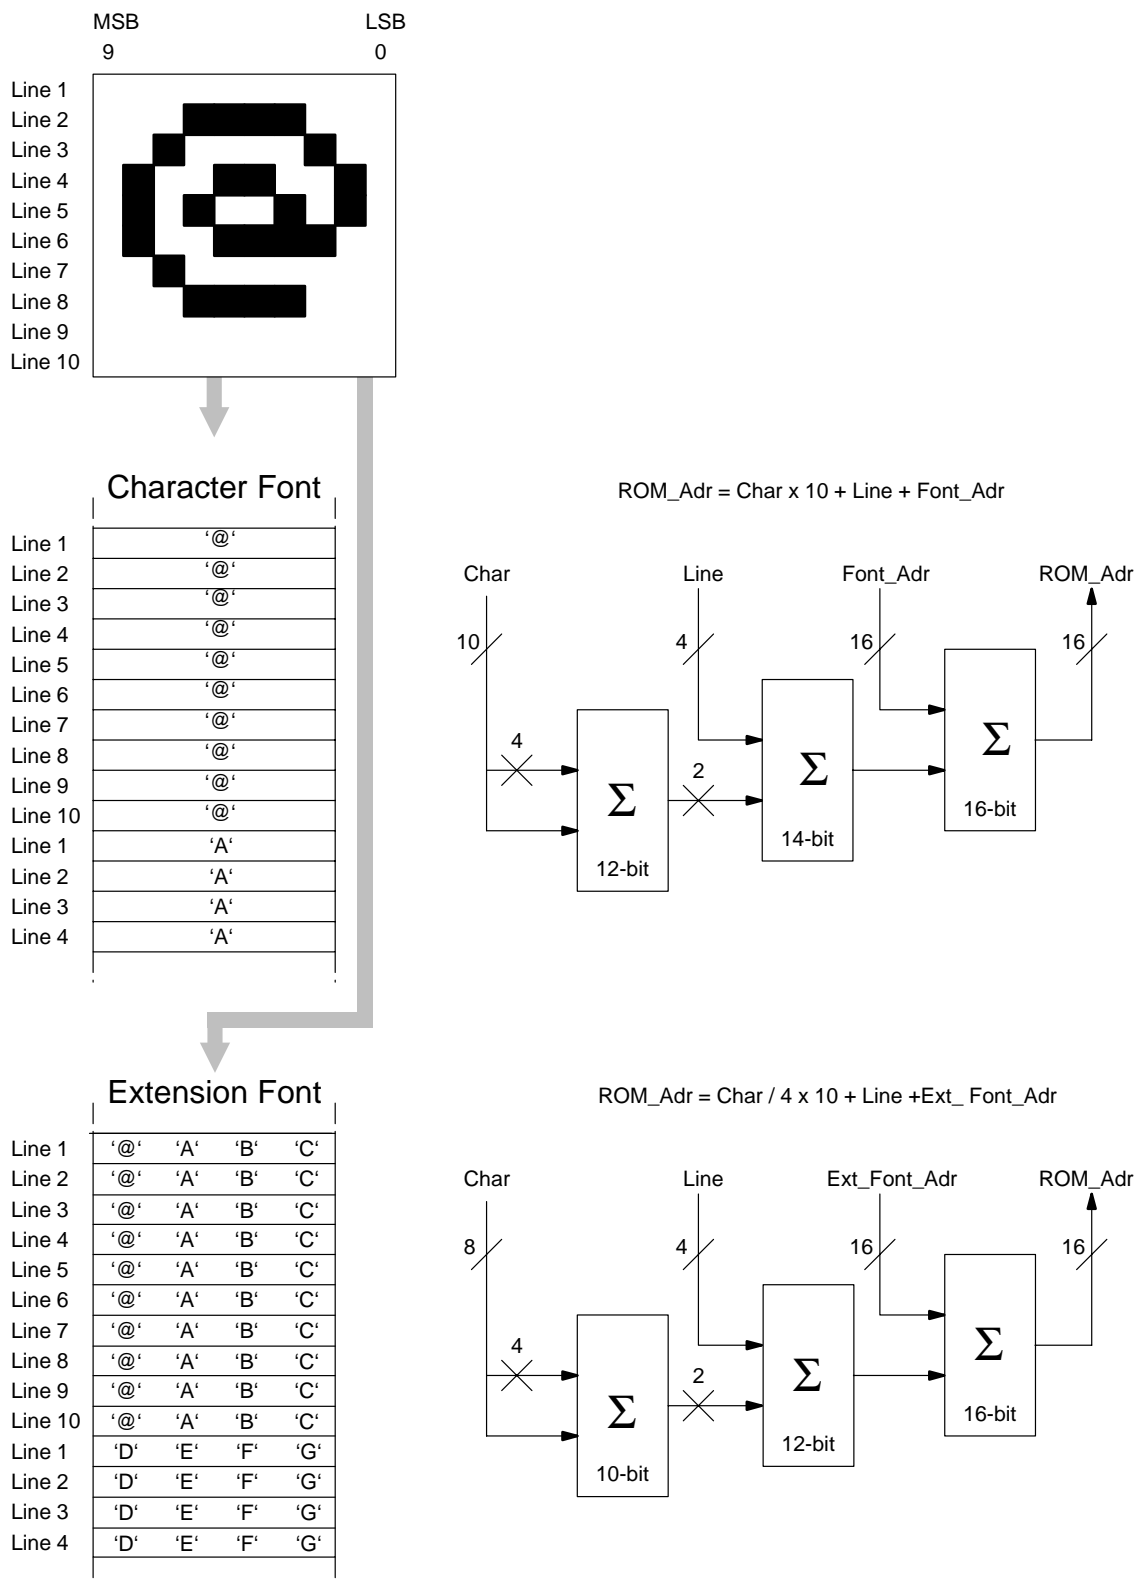 MSB LSB
9 0
Line 1
Line 2
Line 3
Line 4
Line 5
Line 6
Line 7
Line 8
Line 9
Line 10
Character Font
Line 1 ‘@‘
Line 2 ‘@‘
Line 3 ‘@‘
Line 4 ‘@‘
Line 5 ‘@‘
Line 6 ‘@‘
Line 7 ‘@‘
Line 8 ‘@‘
Line 9 ‘@‘
Line 10 ‘@‘
Line 1 ‘A‘
Line 2 ‘A‘
Line 3 ‘A‘
Line 4 ‘A‘
ROM_Adr = Char x 10 + Line + Font_Adr
Char Line Font_Adr ROM_Adr
10 4 16 16
4 2
Σ Σ Σ
12-bit 14-bit 16-bit
Extension Font
Line 1 ‘@‘ ‘A‘ ‘B‘ ‘C‘
Line 2 ‘@‘ ‘A‘ ‘B‘ ‘C‘
Line 3 ‘@‘ ‘A‘ ‘B‘ ‘C‘
Line 4 ‘@‘ ‘A‘ ‘B‘ ‘C‘
Line 5 ‘@‘ ‘A‘ ‘B‘ ‘C‘
Line 6 ‘@‘ ‘A‘ ‘B‘ ‘C‘
Line 7 ‘@‘ ‘A‘ ‘B‘ ‘C‘
Line 8 ‘@‘ ‘A‘ ‘B‘ ‘C‘
Line 9 ‘@‘ ‘A‘ ‘B‘ ‘C‘
Line 10 ‘@‘ ‘A‘ ‘B‘ ‘C‘
Line 1 ‘D‘ ‘E‘ ‘F‘ ‘G‘
Line 2 ‘D‘ ‘E‘ ‘F‘ ‘G‘
Line 3 ‘D‘ ‘E‘ ‘F‘ ‘G‘
Line 4 ‘D‘ ‘E‘ ‘F‘ ‘G‘
ROM_Adr = Char / 4 x 10 + Line +Ext_ Font_Adr
Char Line Ext_Font_Adr ROM_Adr
8 4 16 16
4 2
Σ Σ Σ
10-bit 12-bit 16-bit